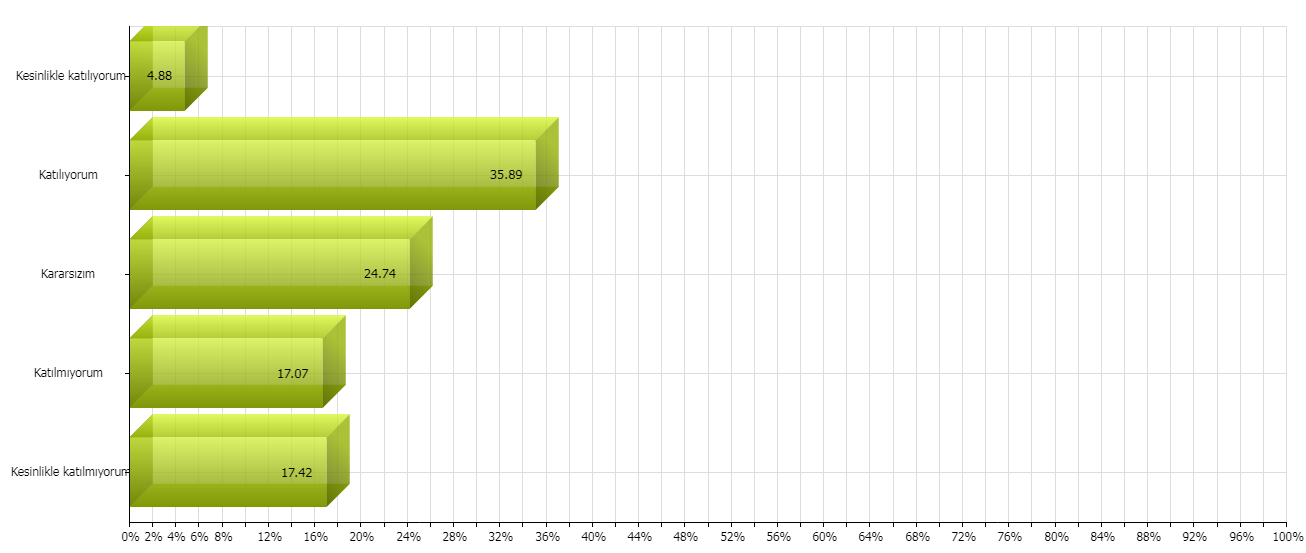 Kesinlikle katılıyorum
4.88
Katılıyorum
35.89
Kararsızım
24.74
Katılmıyorum
17.07
Kesinlikle katılmıyorum
17.42
0% 2% 4% 6% 8% 12% 16% 20% 24% 28% 32% 36% 40% 44% 48% 52% 56% 60% 64% 68% 72% 76% 80% 84% 88% 92% 96% 100%